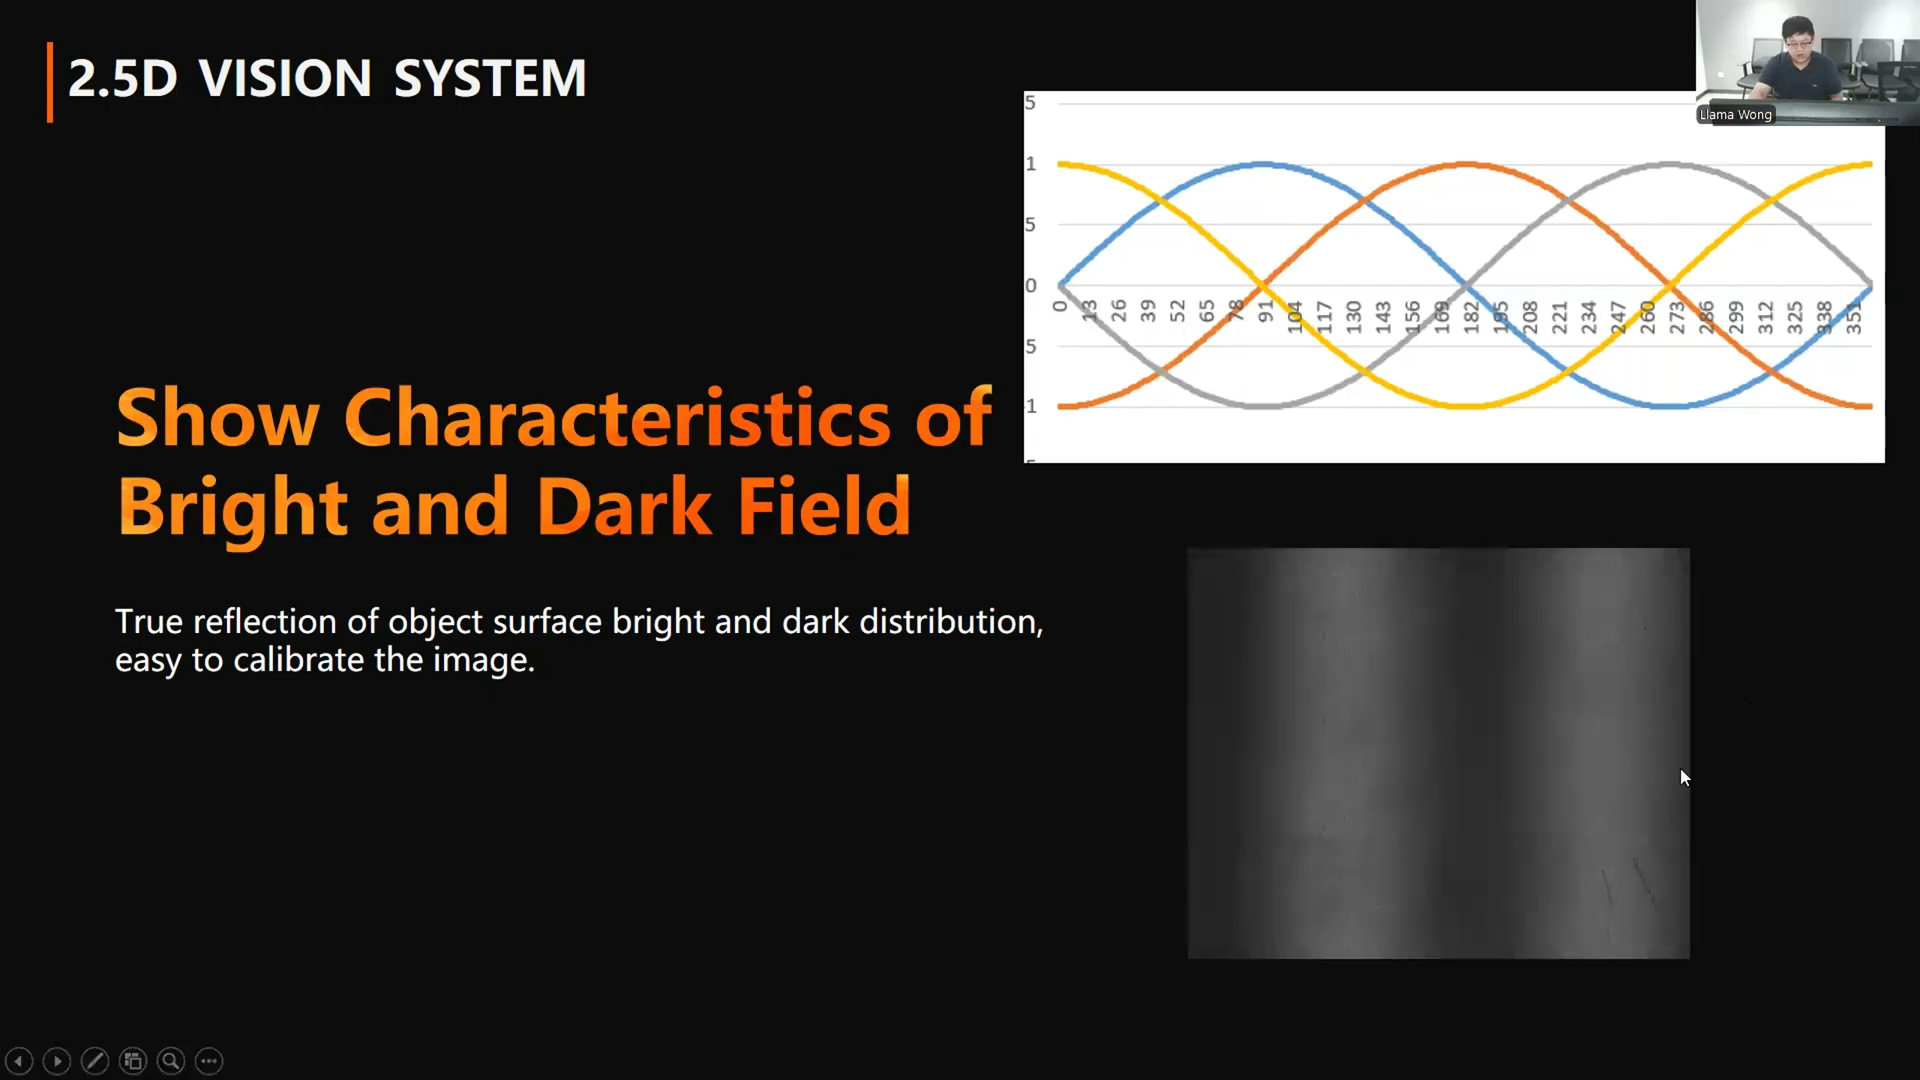 2.5D VISION SYSTEM
Llama Wong
5
1
5
0
5
1
0 13 26 39 52 65 78 91 104 117 130 143 156 169 182 195 208 221 234 247 260 273 286 299 312 325 338 351
Show Characteristics of
Bright and Dark Field
True reflection of object surface bright and dark distribution,
easy to calibrate the image.